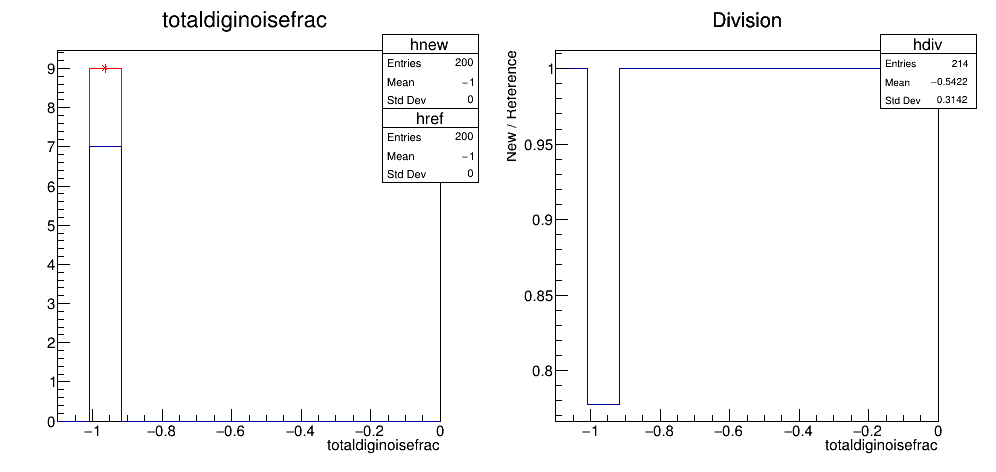 totaldiginoisefrac
hnew
Entries 200
Mean −1
Std Dev 0
href
Entries 200
Mean −1
Std Dev 0
9
8
7
6
5
4
3
2
1
0
−1 −0.8 −0.6 −0.4 −0.2 0
totaldiginoisefrac
Division
hdiv
Entries 214
Mean −0.5422
Std Dev 0.3142
New / Reference
1
0.95
0.9
0.85
0.8
−1 −0.8 −0.6 −0.4 −0.2 0
totaldiginoisefrac